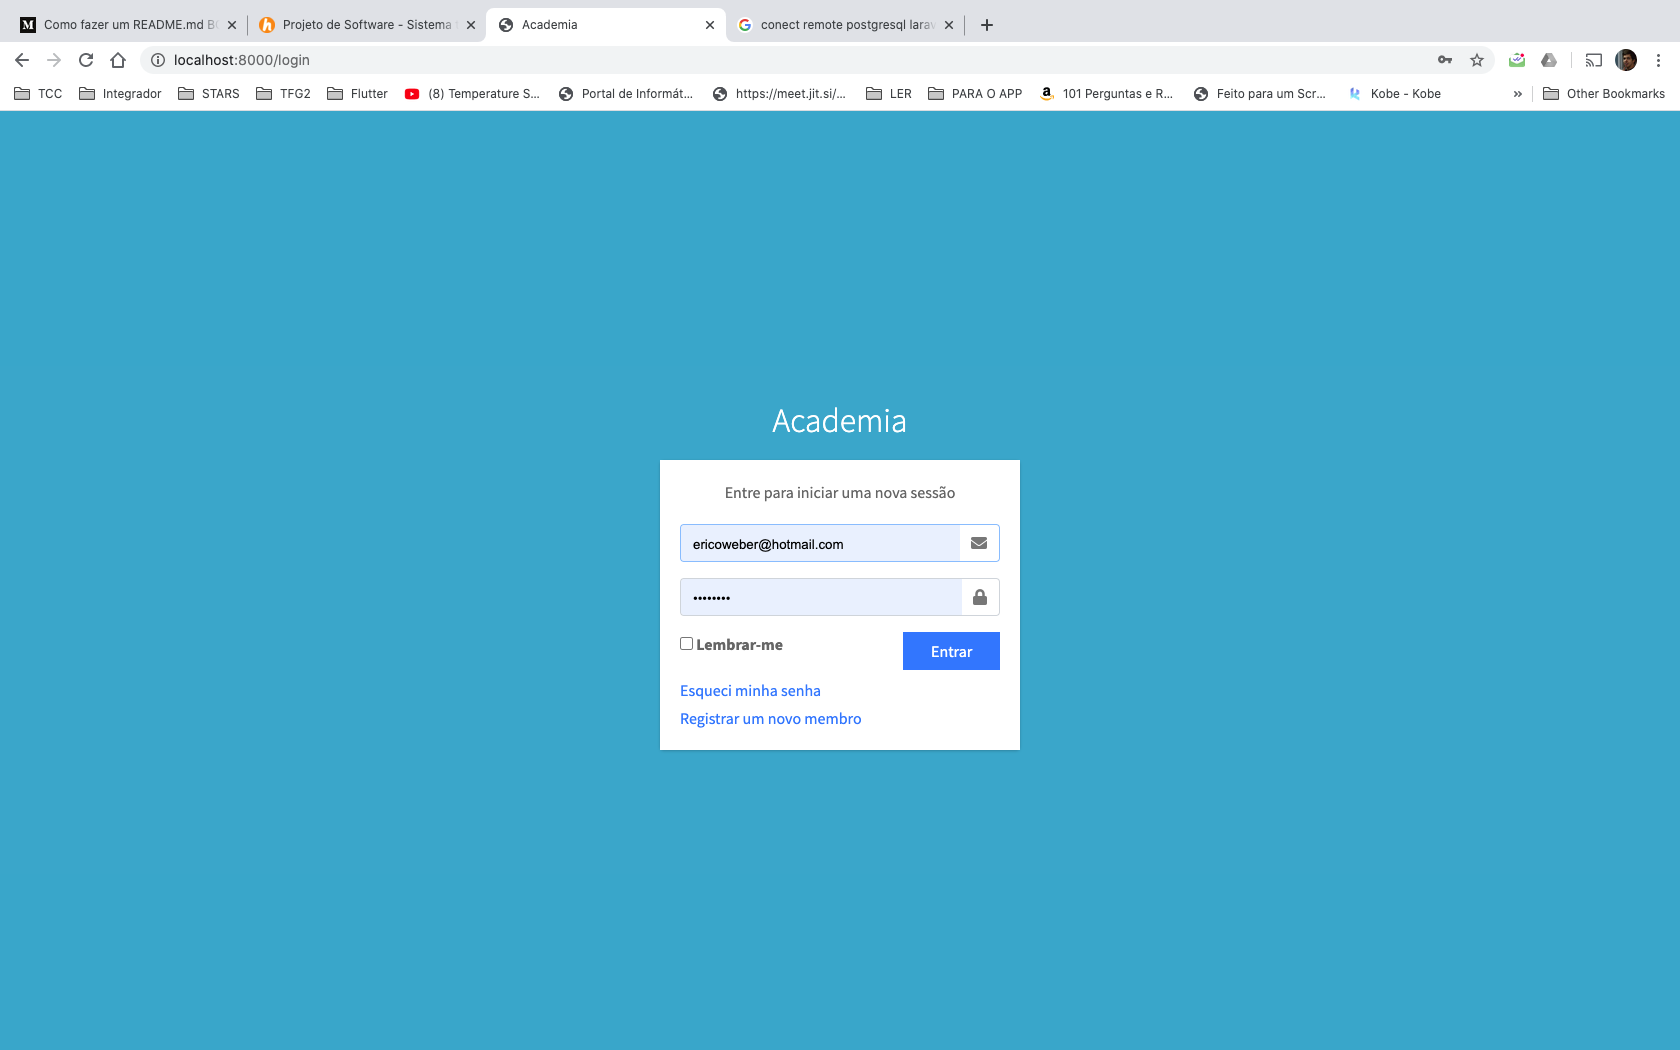 Como fazer um README.md BO
Projeto de Software - Sistema
Academia
conect remote postgresql larav
localhost:8000/login
TCC
Integrador
STARS
TFG2
Flutter
(8) Temperature S...
Portal de Informát...
https://meet.jit.si/...
LER
PARA O APP
101 Perguntas e R...
Feito para um Scr...
Kobe - Kobe
»
Other Bookmarks
Academia
Entre para iniciar uma nova sessão
ericoweber@hotmail.com
••••••••
Lembrar-me
Entrar
Esqueci minha senha
Registrar um novo membro